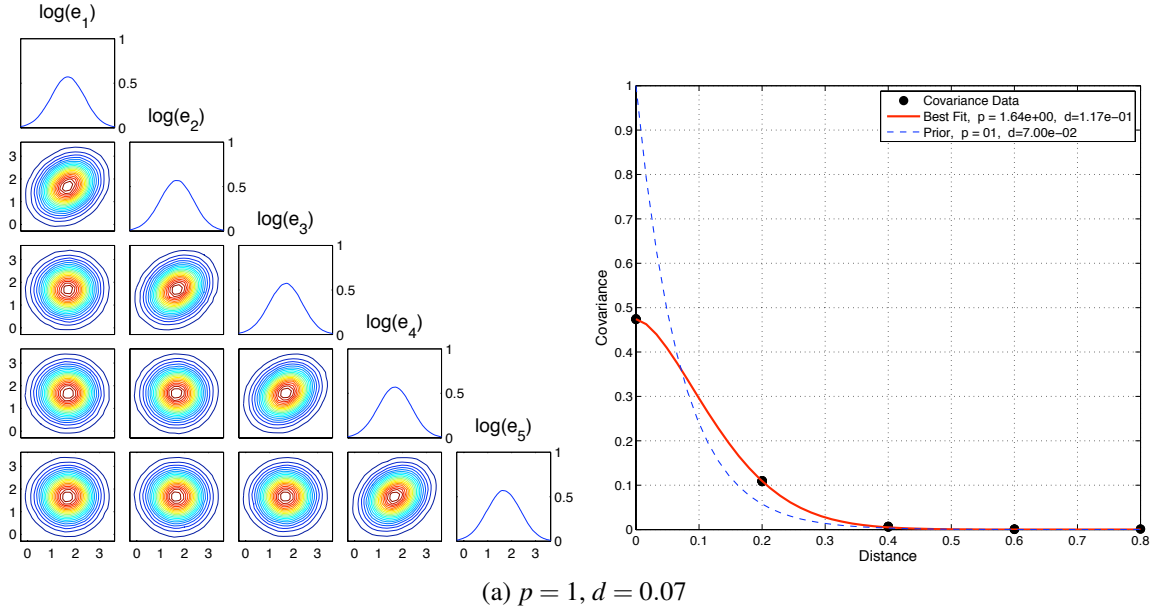 log(e_1)
1
0.5
0
log(e_2)
1
0.5
0
3
2
1
0
log(e_3)
1
0.5
0
3
2
1
0
log(e_4)
1
0.5
0
3
2
1
0
log(e_5)
1
0.5
0
3
2
1
0
0 1 2 3
0 1 2 3
0 1 2 3
0 1 2 3
0 1 2 3
Covariance
1
0.9
0.8
0.7
0.6
0.5
0.4
0.3
0.2
0.1
0
Covariance Data
Best Fit, p = 1.64e+00, d=1.17e−01
Prior, p = 01, d=7.00e−02
0 0.1 0.2 0.3 0.4 0.5 0.6 0.7 0.8
Distance
(a) p = 1, d = 0.07